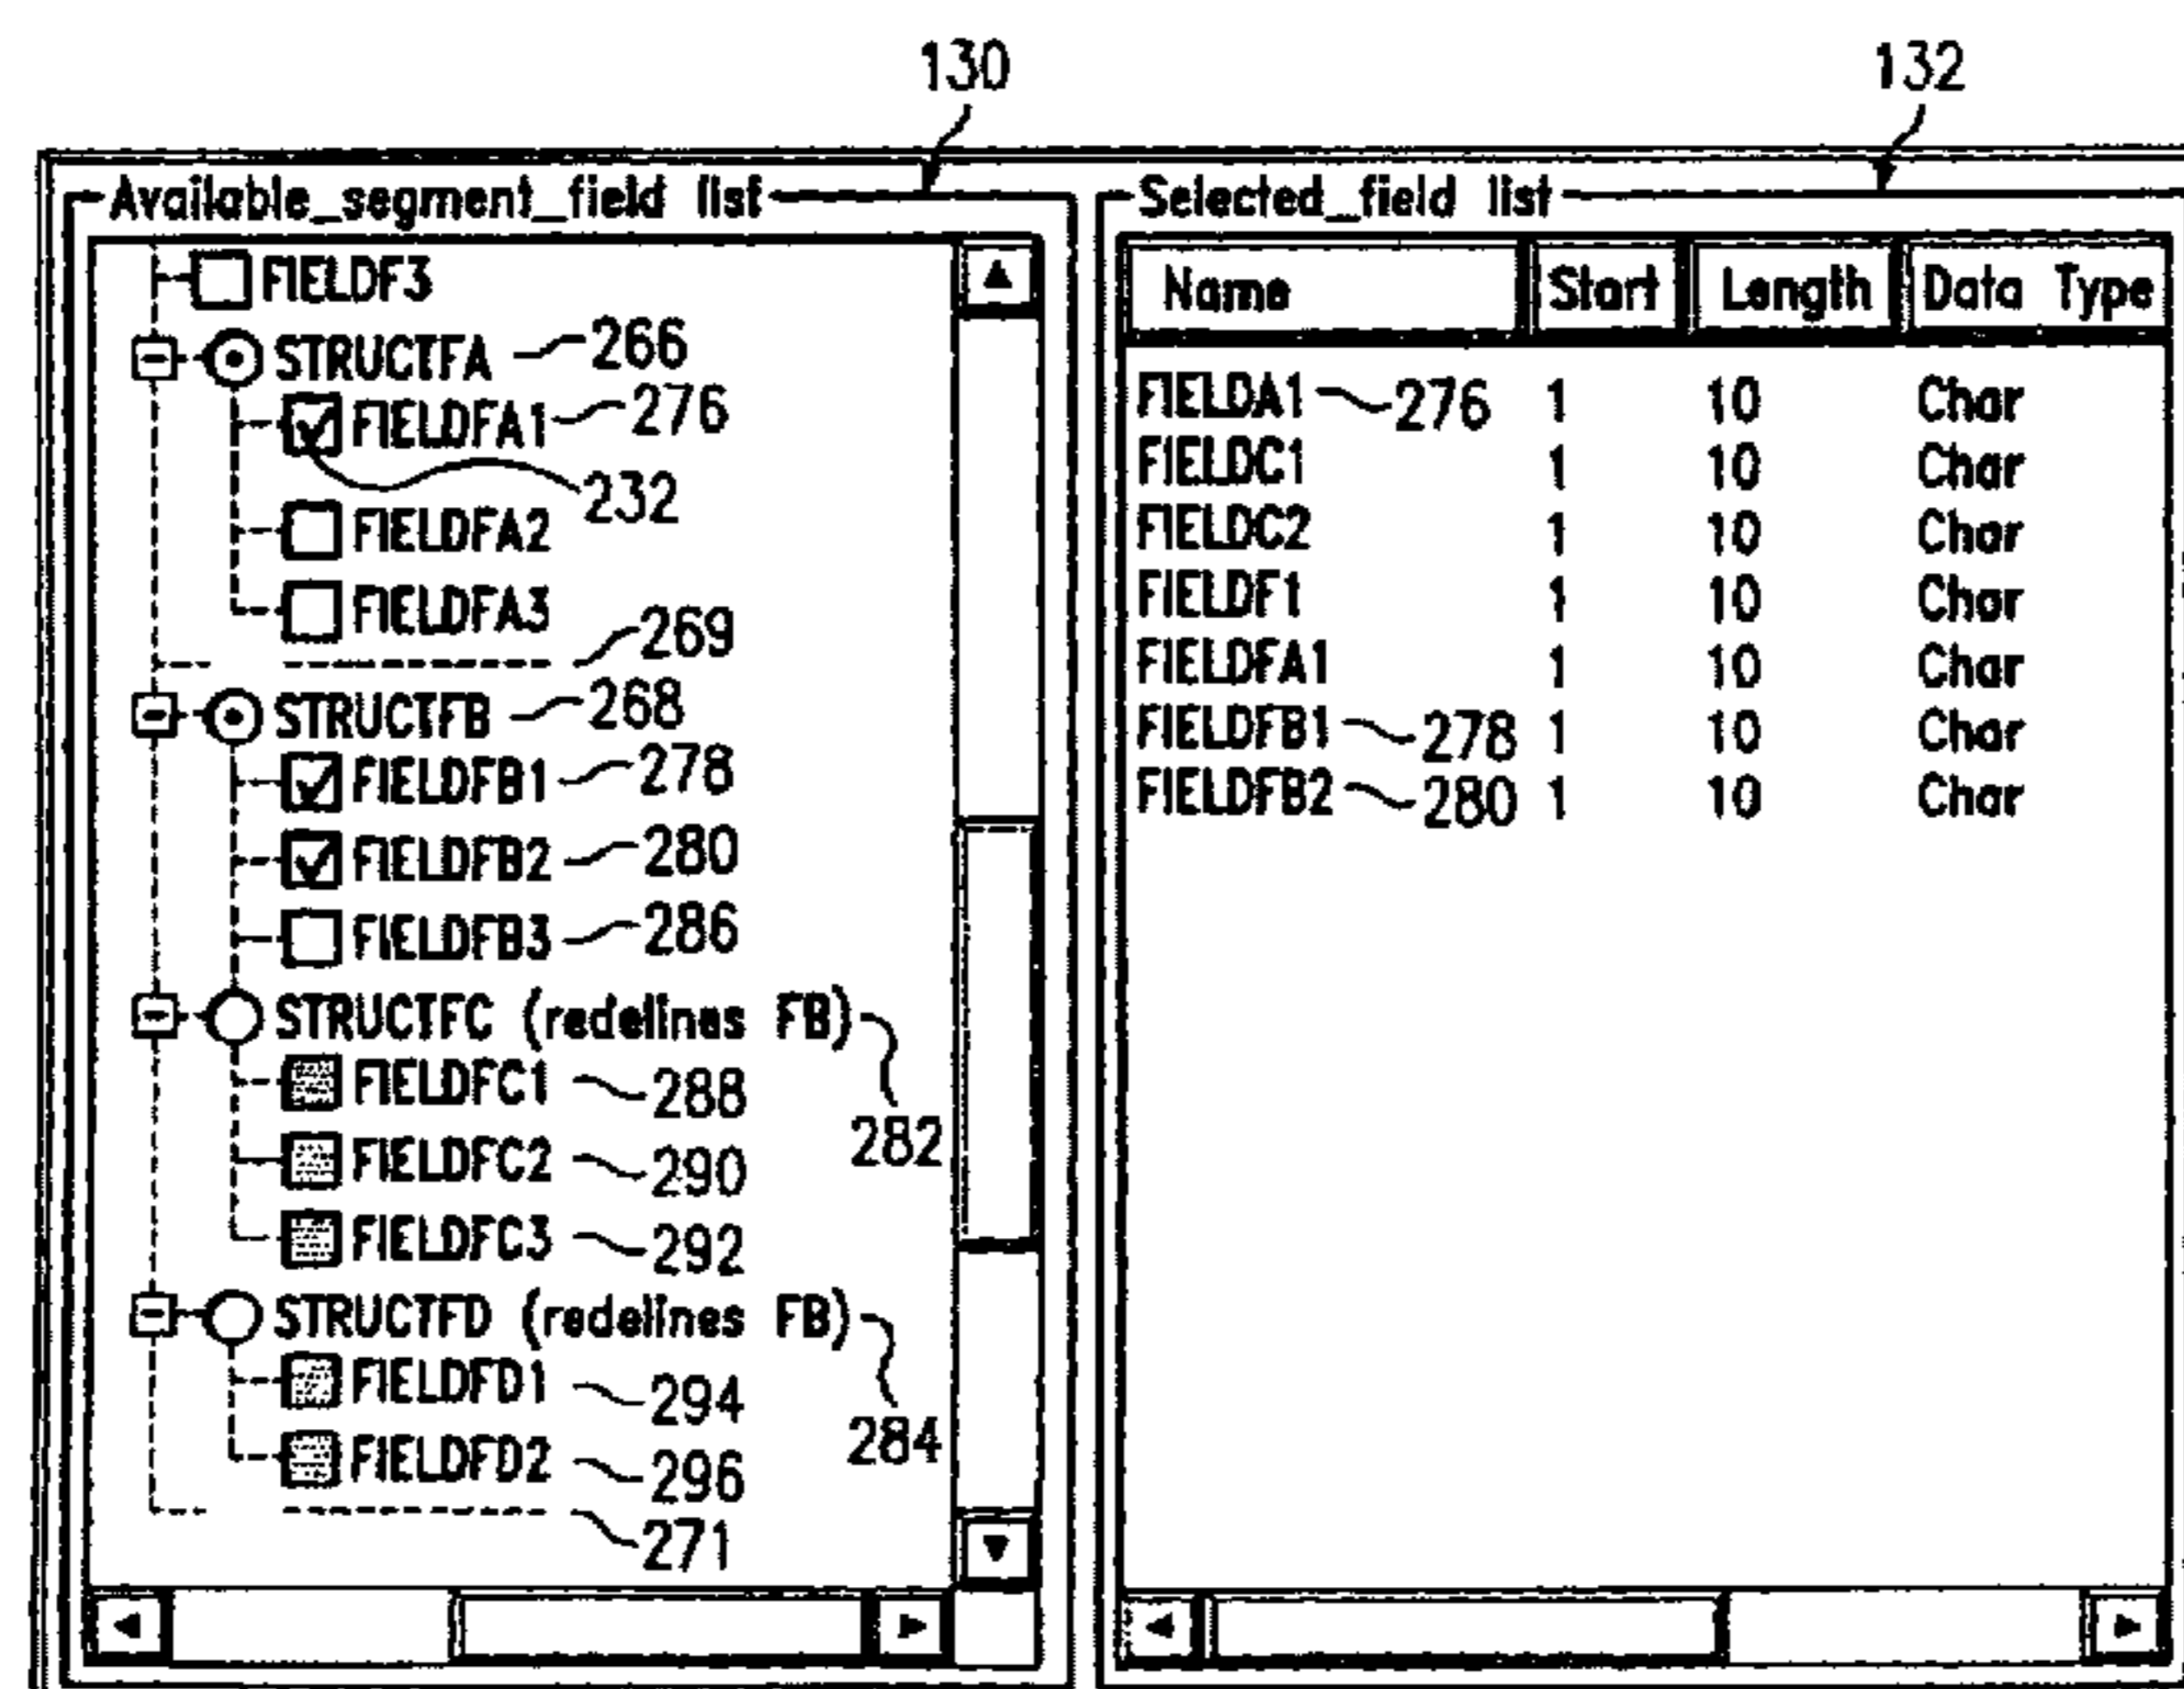 130
132
Available_segment_field list
FIELDF3
STRUCTFA 266
FIELDFA1 276
232
FIELDFA2
FIELDFA3
269
STRUCTFB 268
FIELDFB1 278
FIELDFB2 280
FIELDFB3 286
STRUCTFC (redelines FB)
FIELDFC1 288
282
FIELDFC2 290
FIELDFC3 292
STRUCTFD (redelines FB)
FIELDFD1 294
284
FIELDFD2 296
271
Selected_field list
Name Start Length Data Type
FIELDA1 276 1 10 Char
FIELDC1 1 10 Char
FIELDC2 1 10 Char
FIELDF1 1 10 Char
FIELDFA1 1 10 Char
FIELDFB1 278 1 10 Char
FIELDFB2 280 1 10 Char